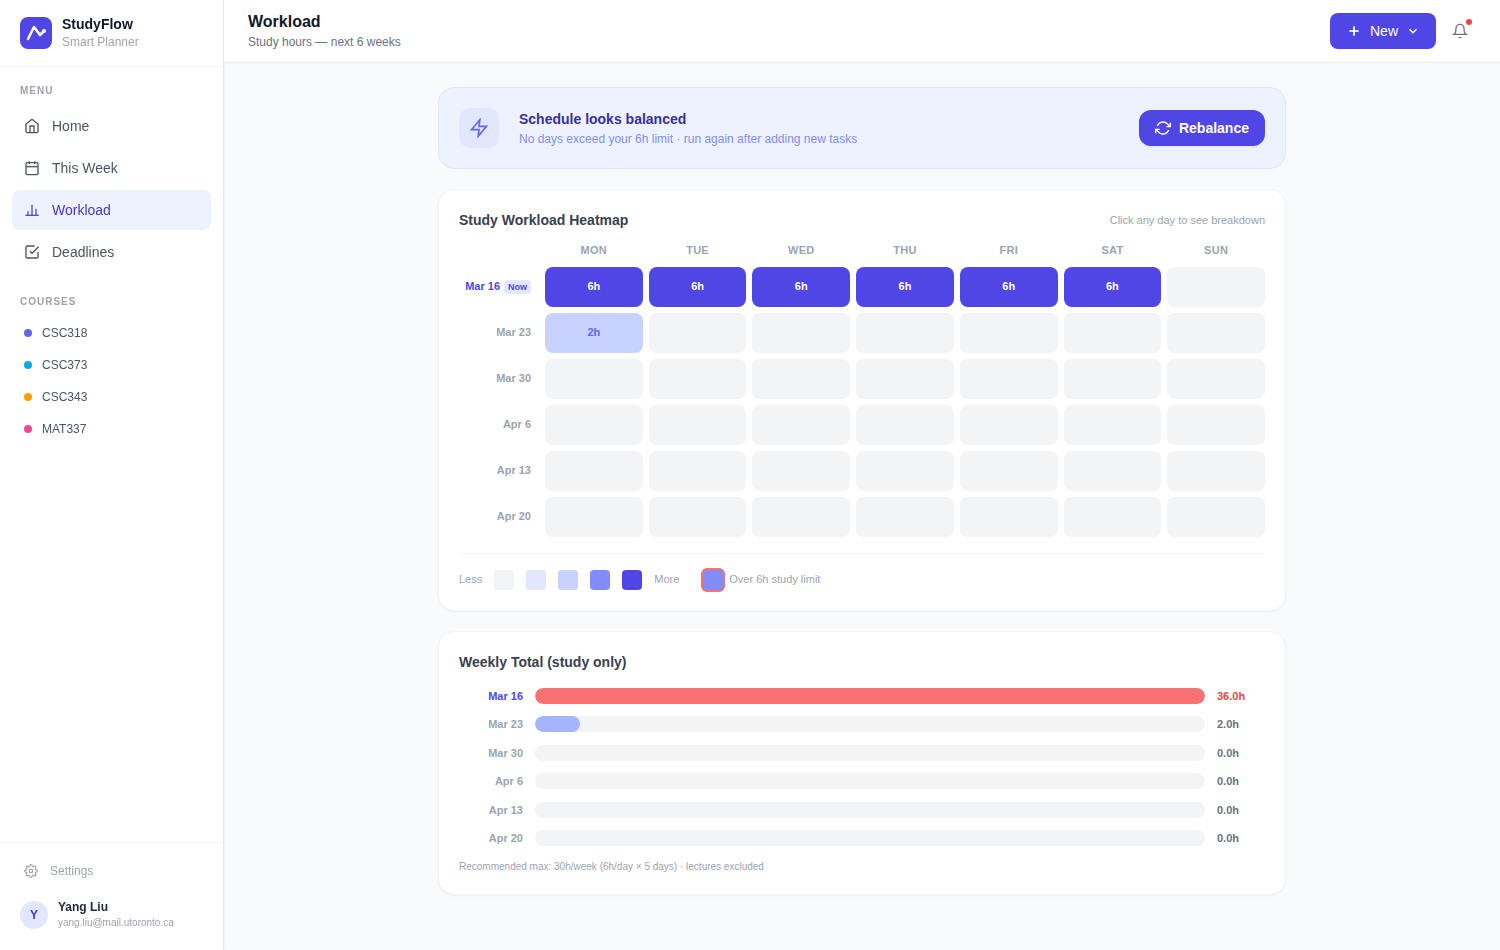 StudyFlow
Smart Planner
MENU
Home
This Week
Workload
Deadlines
COURSES
CSC318
CSC373
CSC343
MAT337
Settings
Y
Yang Liu
yang.liu@mail.utoronto.ca
Workload
Study hours — next 6 weeks
New
Schedule looks balanced
No days exceed your 6h limit · run again after adding new tasks
Rebalance
Study Workload Heatmap
Click any day to see breakdown
MON TUE WED THU FRI SAT SUN
Mar 16 Now 6h 6h 6h 6h 6h 6h
Mar 23 2h
Mar 30
Apr 6
Apr 13
Apr 20
Less More Over 6h study limit
Weekly Total (study only)
Mar 16 36.0h
Mar 23 2.0h
Mar 30 0.0h
Apr 6 0.0h
Apr 13 0.0h
Apr 20 0.0h
Recommended max: 30h/week (6h/day × 5 days) · lectures excluded